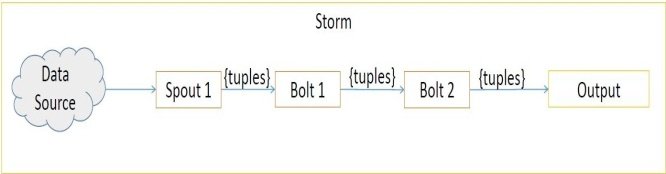 Storm
Data
Source
Spout 1
{tuples}
Bolt 1
{tuples}
Bolt 2
{tuples}
Output